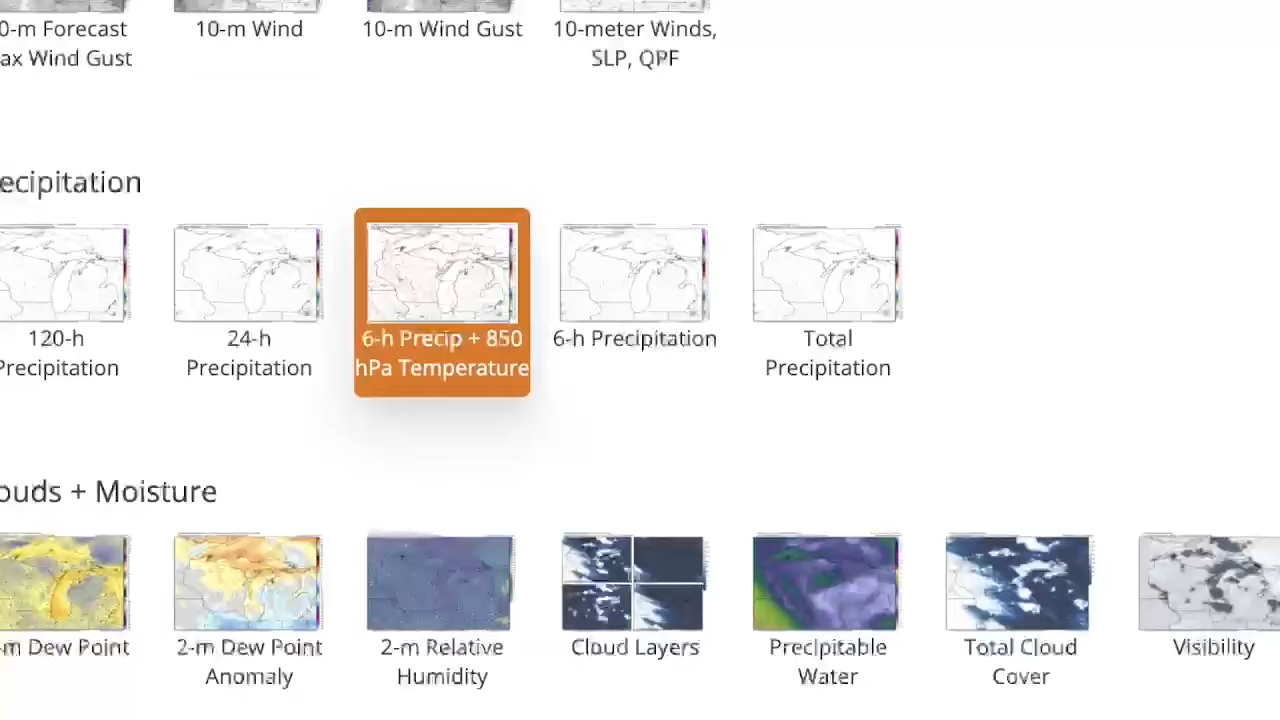 0-m Forecast
ax Wind Gust
10-m Wind
10-m Wind Gust
10-meter Winds,
SLP, QPF
ecipitation
120-h
Precipitation
24-h
Precipitation
6-h Precip + 850
hPa Temperature
6-h Precipitation
Total
Precipitation
ouds + Moisture
-m Dew Point
2-m Dew Point
Anomaly
2-m Relative
Humidity
Cloud Layers
Precipitable
Water
Total Cloud
Cover
Visibility